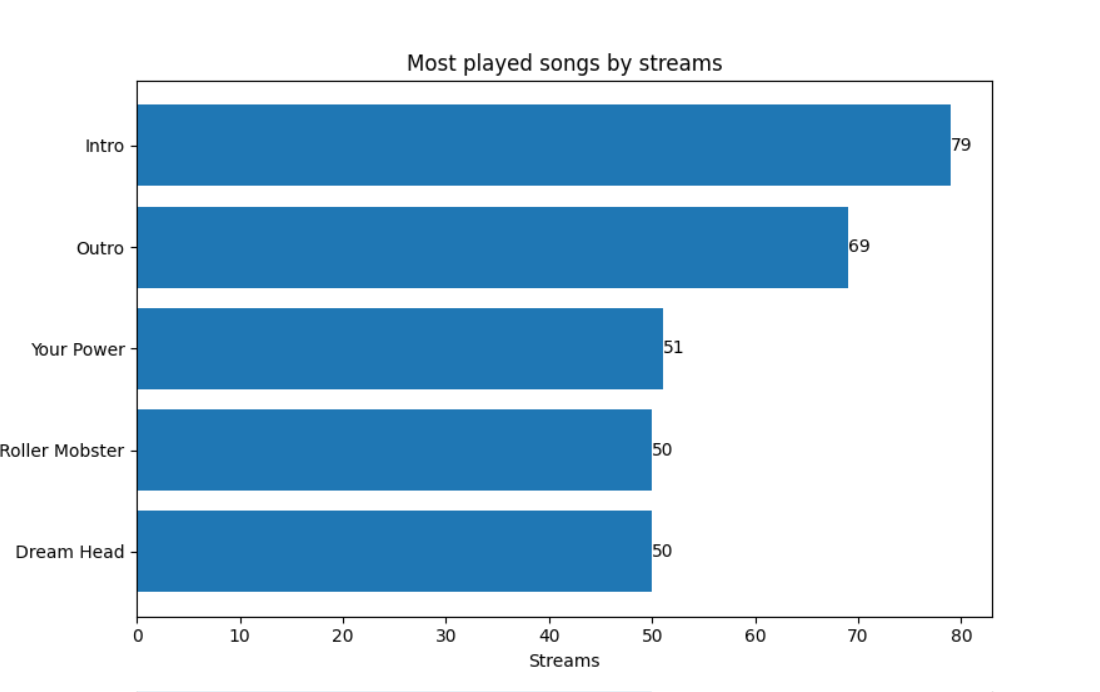 Most played songs by streams
Intro 79
Outro 69
Your Power 51
Roller Mobster 50
Dream Head 50
0 10 20 30 40 50 60 70 80
Streams